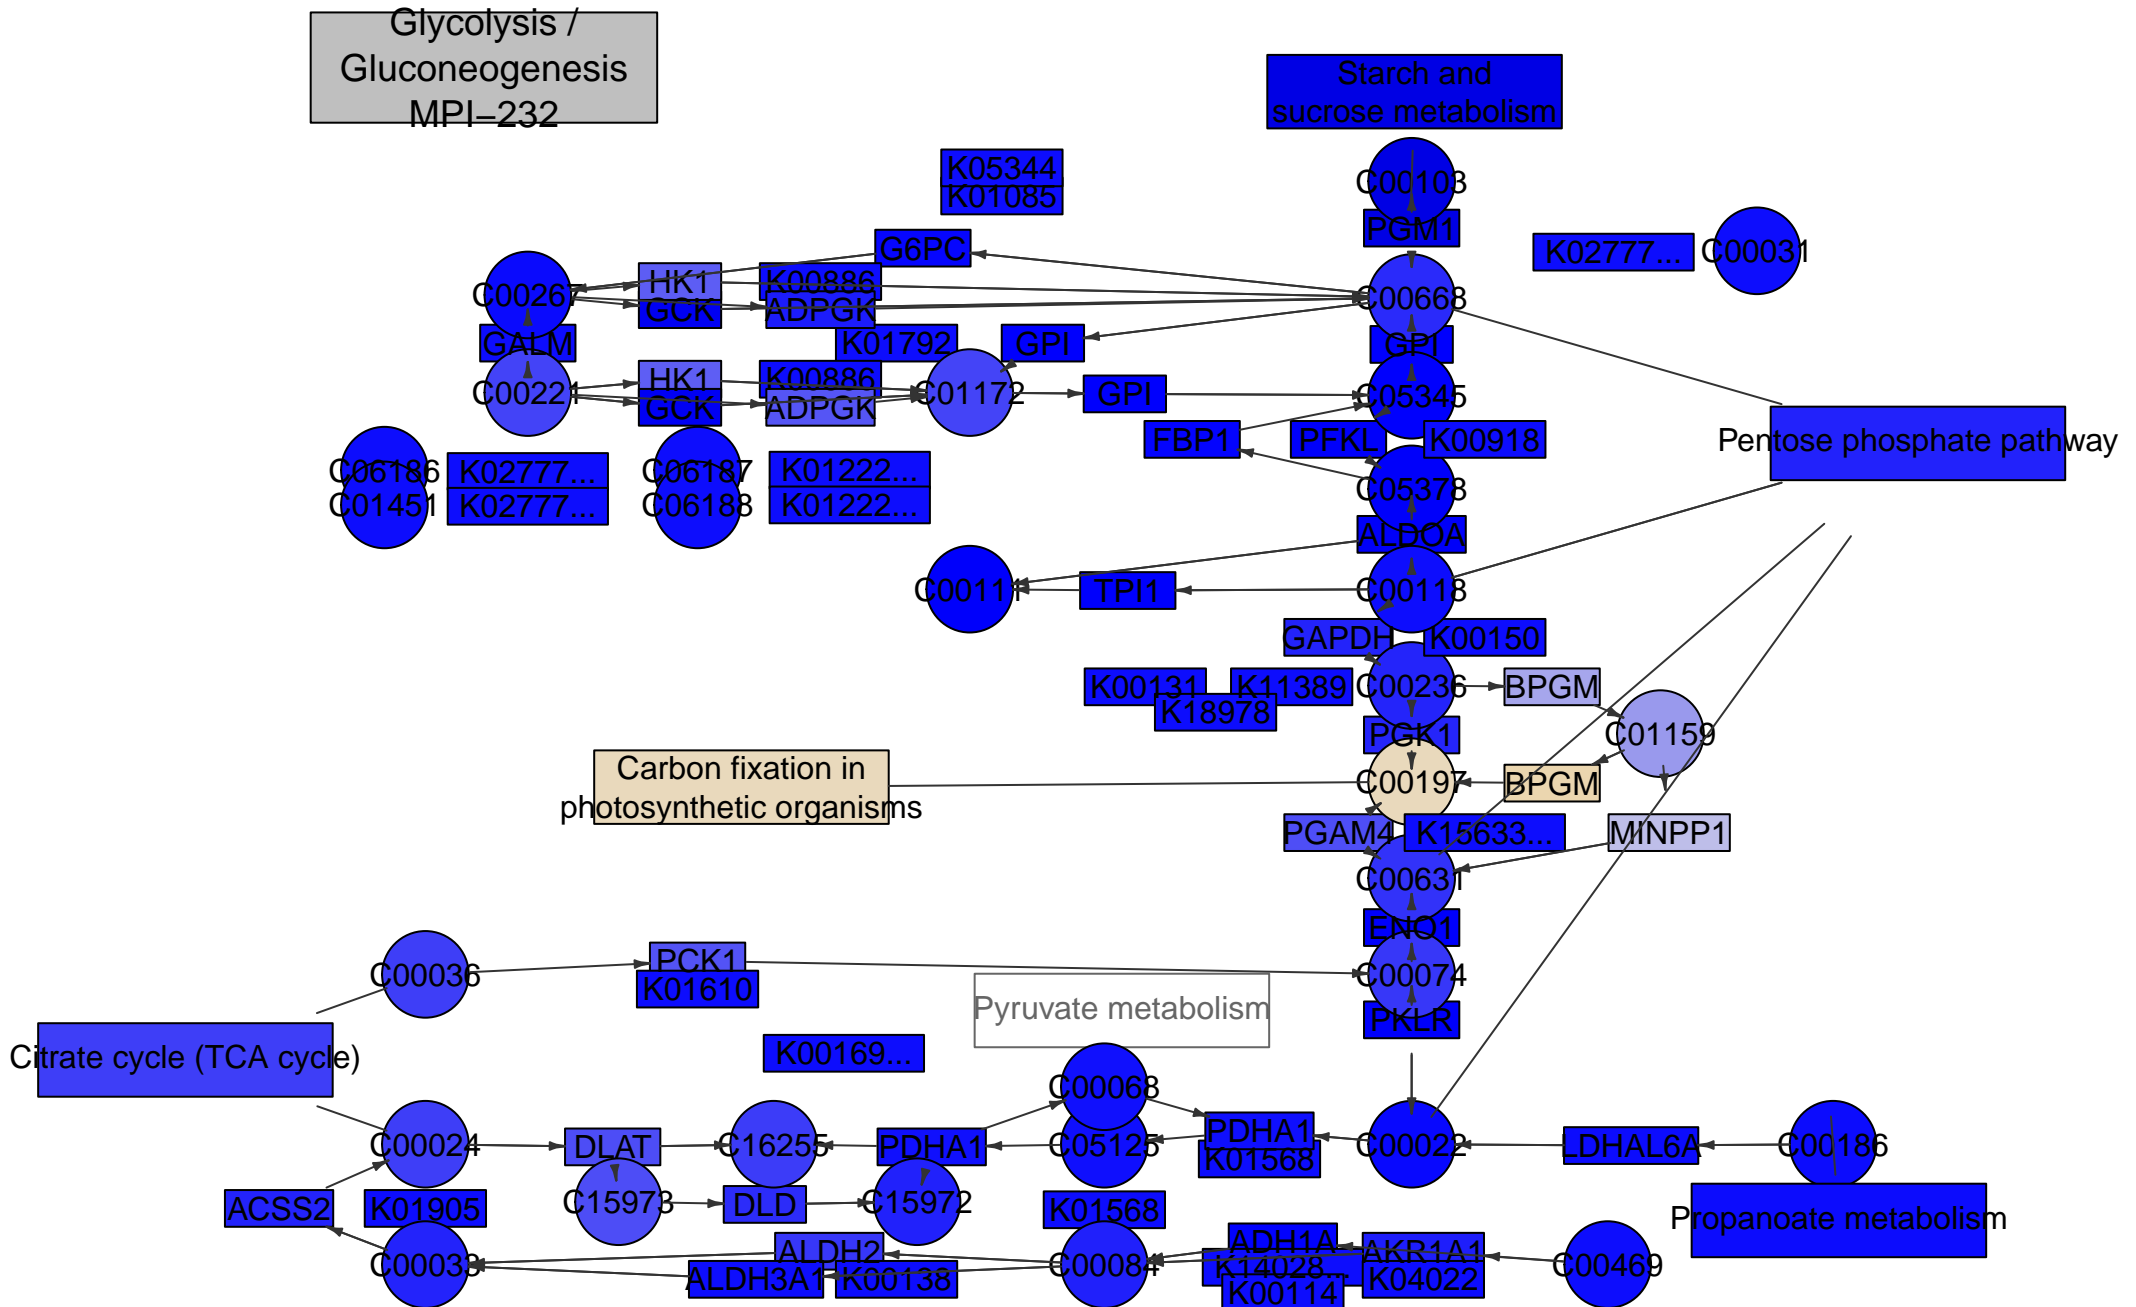 Glycolysis /
Gluconeogenesis
MPI–232
Starch and
sucrose metabolism
K05344
K01085
C00103
PGM1
G6PC
K02777...
C00031
C00267
HK1
K00886
GCK
ADPGK
C00668
GALM
K01792
GPI
GPI
C00221
HK1
K00886
GCK
ADPGK
C01172
GPI
C05345
FBP1
PFKL
K00918
Pentose phosphate pathway
C06186
K02777...
C06187
K01222...
C05378
C01451
K02777...
C06188
K01222...
ALDOA
C00111
TPI1
C00118
GAPDH
K00150
K00131
K11389
C00236
BPGM
K18978
PGK1
C01159
Carbon fixation in
photosynthetic organisms
C00197
BPGM
PGAM4
K15633...
MINPP1
C00631
ENO1
C00036
PCK1
K01610
C00074
Pyruvate metabolism
PKLR
Citrate cycle (TCA cycle)
K00169...
C00068
C00024
DLAT
C16255
PDHA1
C05125
PDHA1
K01568
C00022
LDHAL6A
C00186
ACSS2
K01905
C15973
DLD
C15972
K01568
Propanoate metabolism
C00033
ALDH2
ALDH3A1
K00138
C00084
ADH1A
K14028...
K00114
AKR1A1
K04022
C00469